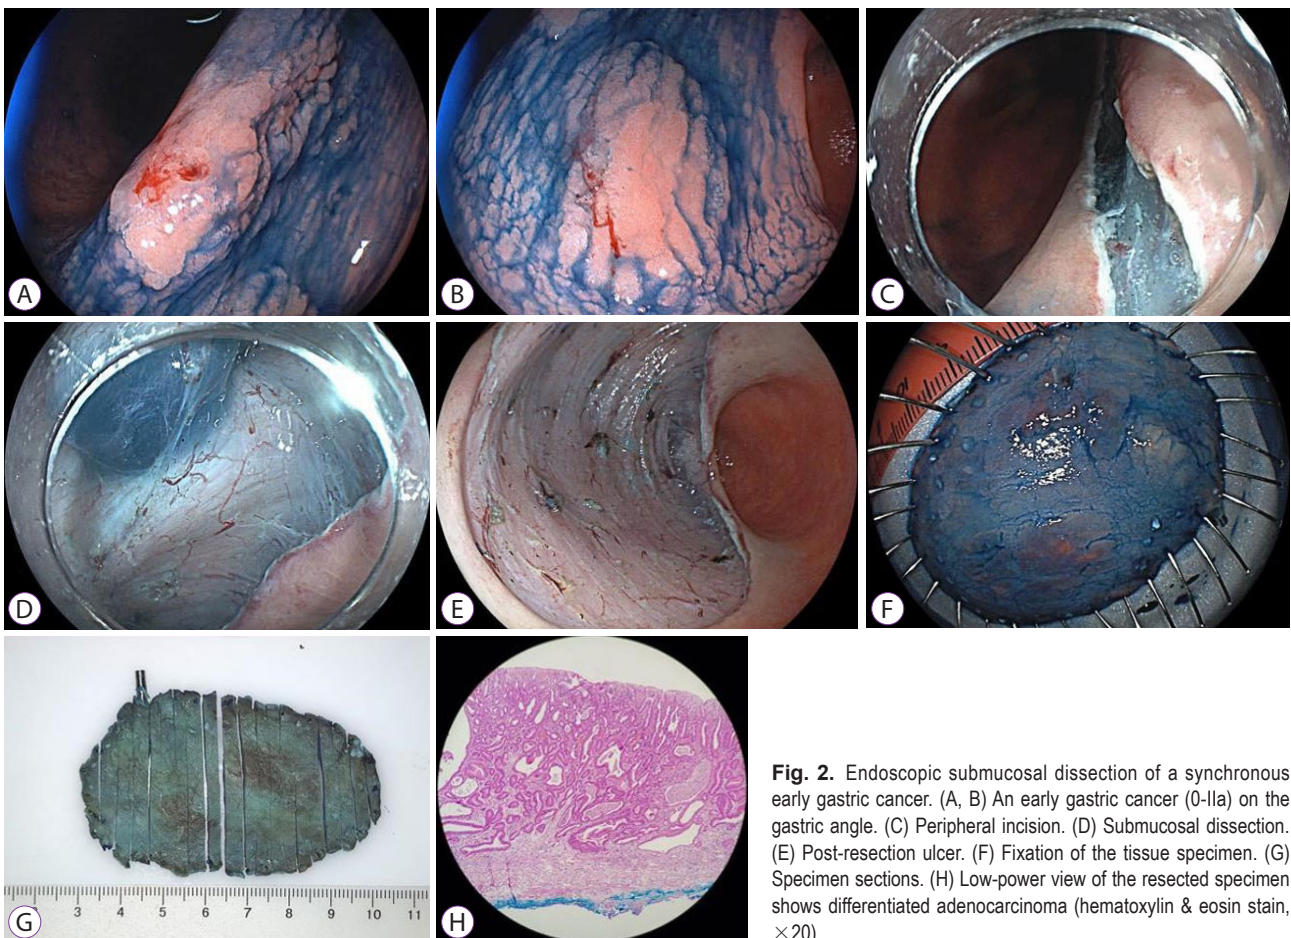 A
B
C
D
E
F
G
2 3 4 5 6 7 8 9 10 11
H
Fig. 2. Endoscopic submucosal dissection of a synchronous
early gastric cancer. (A, B) An early gastric cancer (0-IIa) on the
gastric angle. (C) Peripheral incision. (D) Submucosal dissection.
(E) Post-resection ulcer. (F) Fixation of the tissue specimen. (G)
Specimen sections. (H) Low-power view of the resected specimen
shows differentiated adenocarcinoma (hematoxylin & eosin stain,
×20)